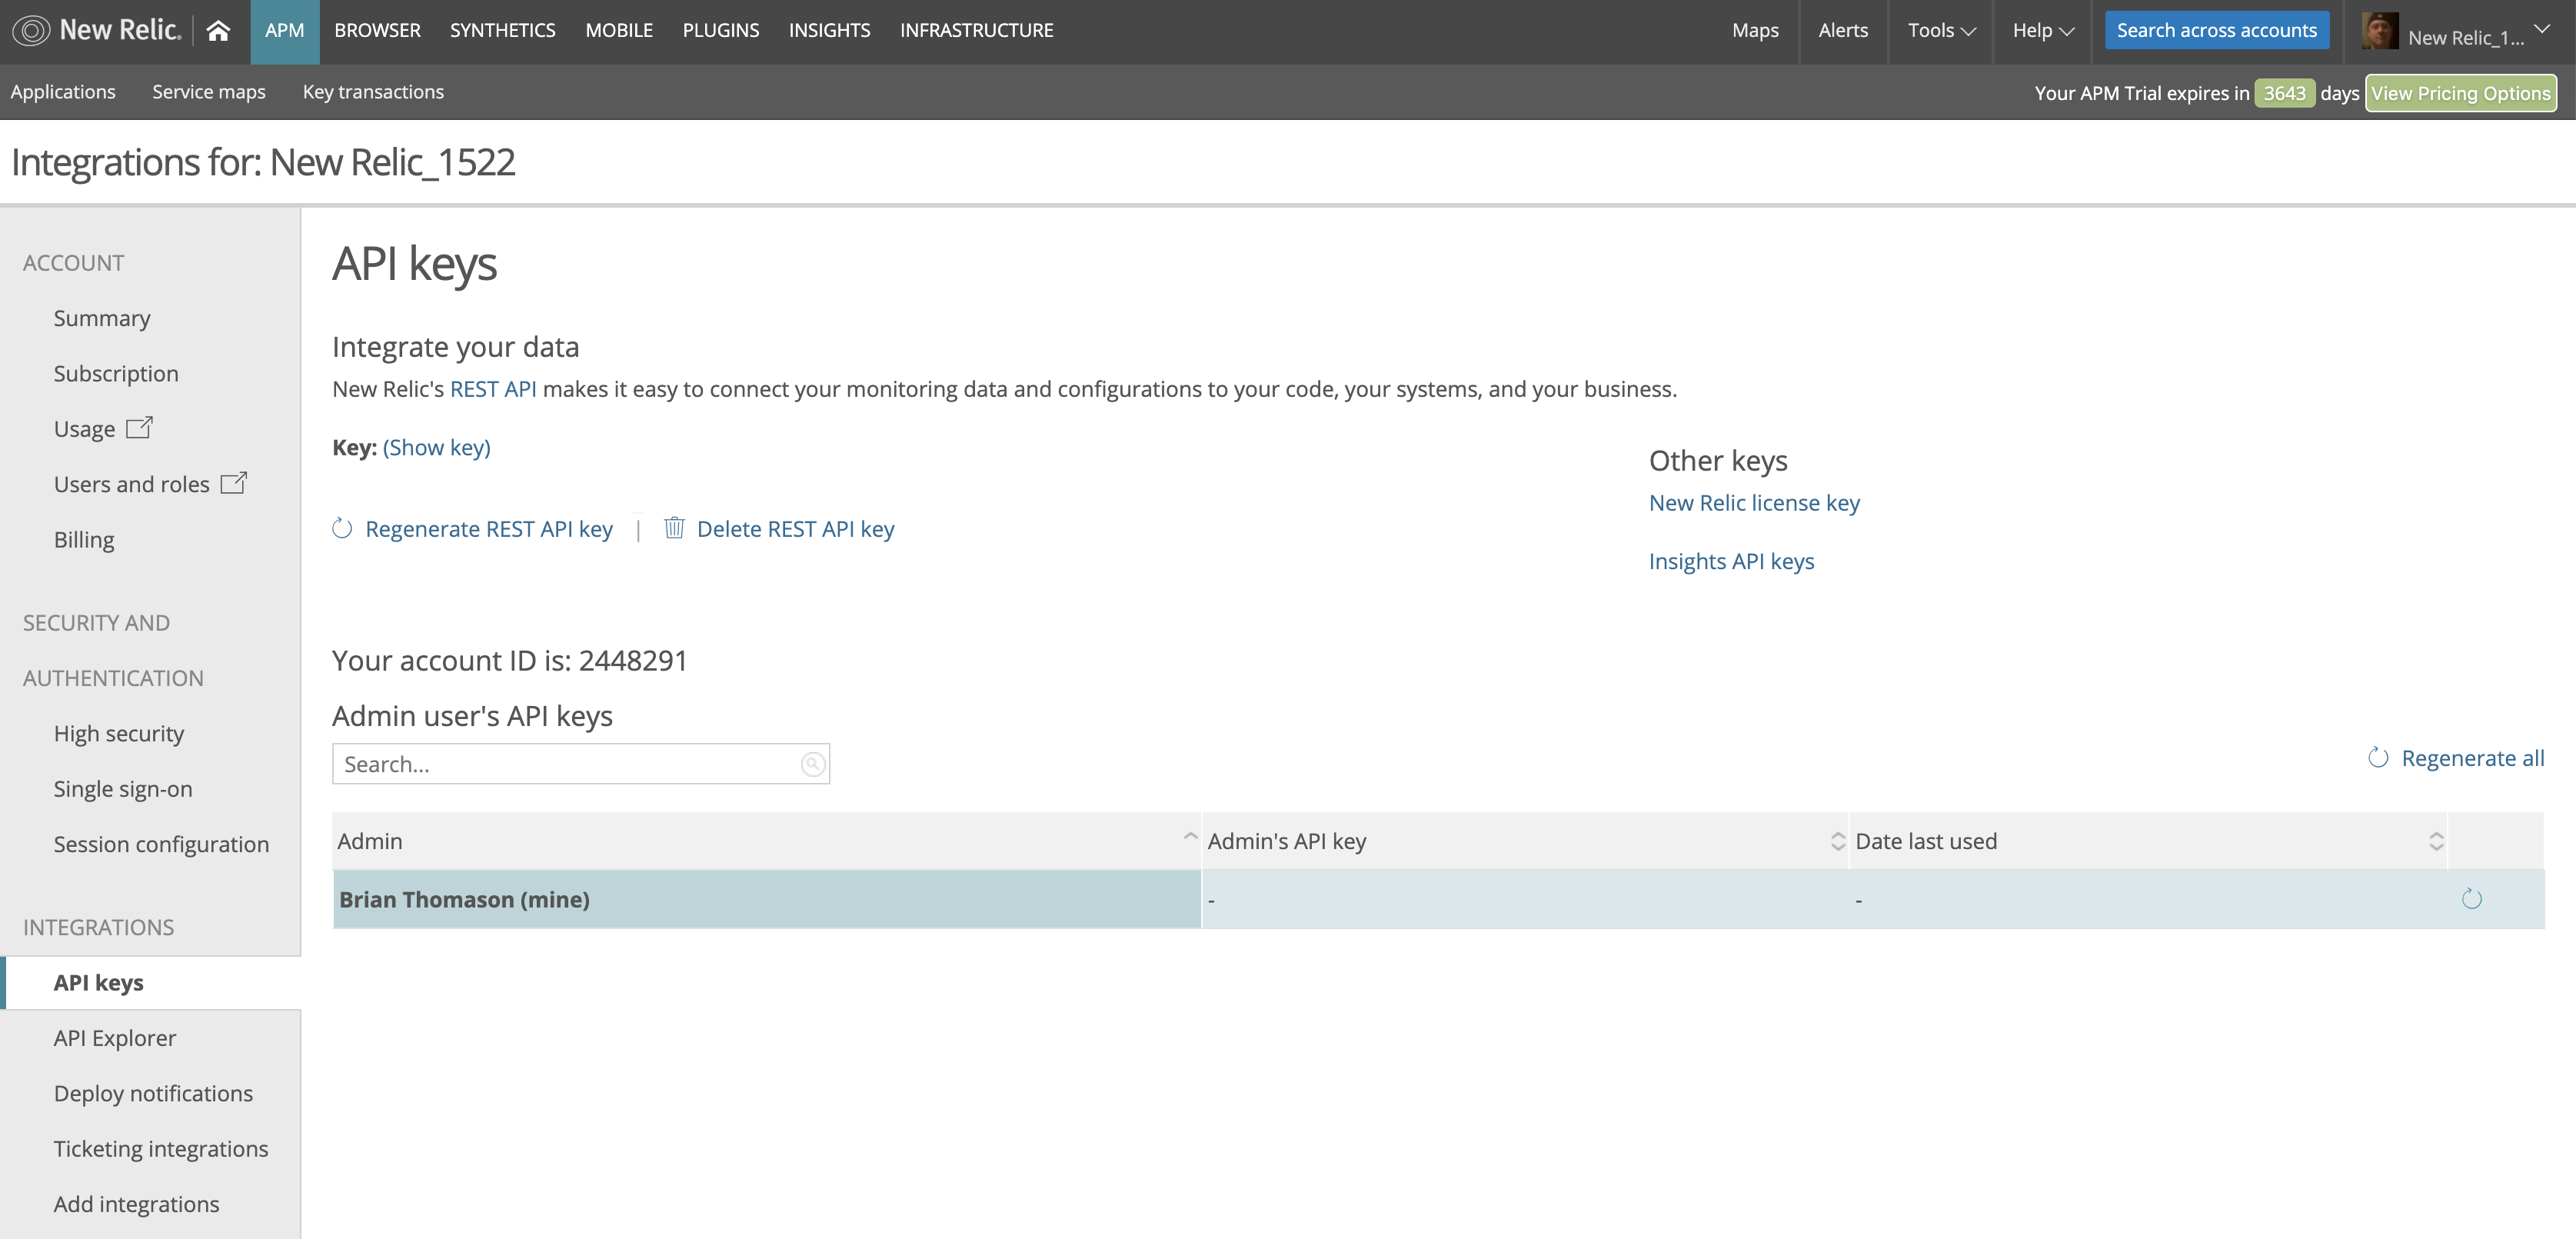 New Relic.
APM BROWSER SYNTHETICS MOBILE PLUGINS INSIGHTS INFRASTRUCTURE Maps Alerts Tools Help Search across accounts New Relic_1...
Applications Service maps Key transactions Your APM Trial expires in 3643 days View Pricing Options
Integrations for: New Relic_1522
ACCOUNT
Summary
Subscription
Usage
Users and roles
Billing
SECURITY AND
AUTHENTICATION
High security
Single sign-on
Session configuration
INTEGRATIONS
API keys
API Explorer
Deploy notifications
Ticketing integrations
Add integrations
API keys
Integrate your data
New Relic's REST API makes it easy to connect your monitoring data and configurations to your code, your systems, and your business.
Key: (Show key)
Regenerate REST API key | Delete REST API key
Other keys
New Relic license key
Insights API keys
Your account ID is: 2448291
Admin user's API keys
Search...
Regenerate all
Admin Admin's API key Date last used
Brian Thomason (mine) - -